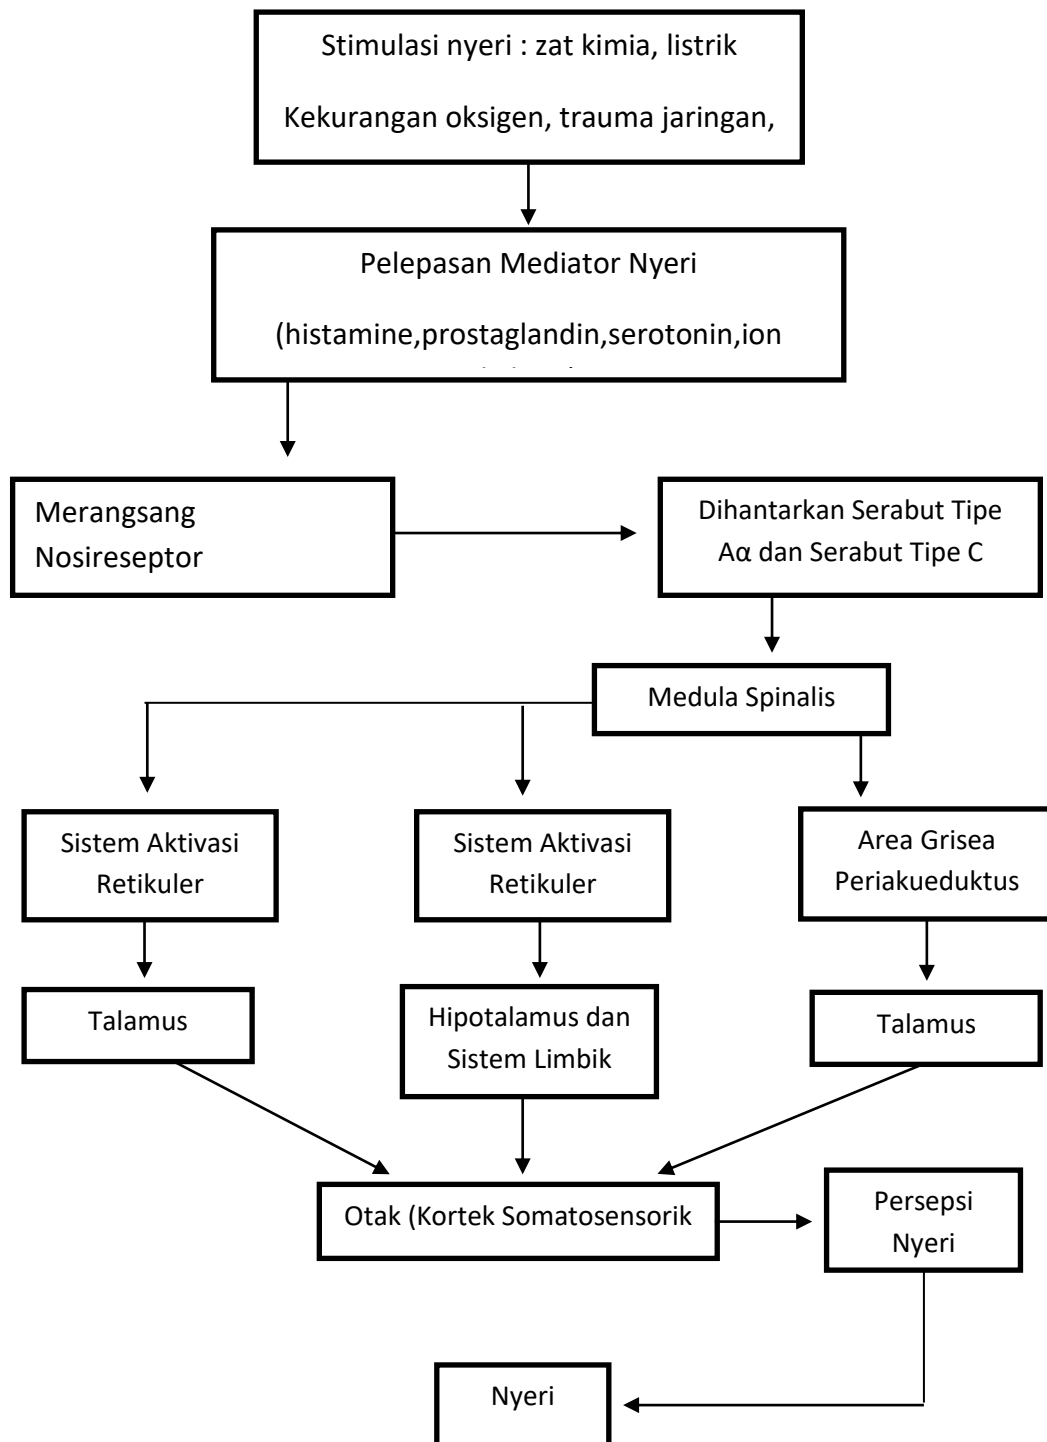 Stimulasi nyeri : zat kimia, listrik
Kekurangan oksigen, trauma jaringan,
Pelepasan Mediator Nyeri
(histamine,prostaglandin,serotonin,ion
Merangsang
Nosireseptor
Dihantarkan Serabut Tipe
Aα dan Serabut Tipe C
Medula Spinalis
Sistem Aktivasi
Retikuler
Sistem Aktivasi
Retikuler
Area Grisea
Periakueduktus
Talamus
Hipotalamus dan
Sistem Limbik
Talamus
Otak (Kortek Somatosensorik
Persepsi
Nyeri
Nyeri